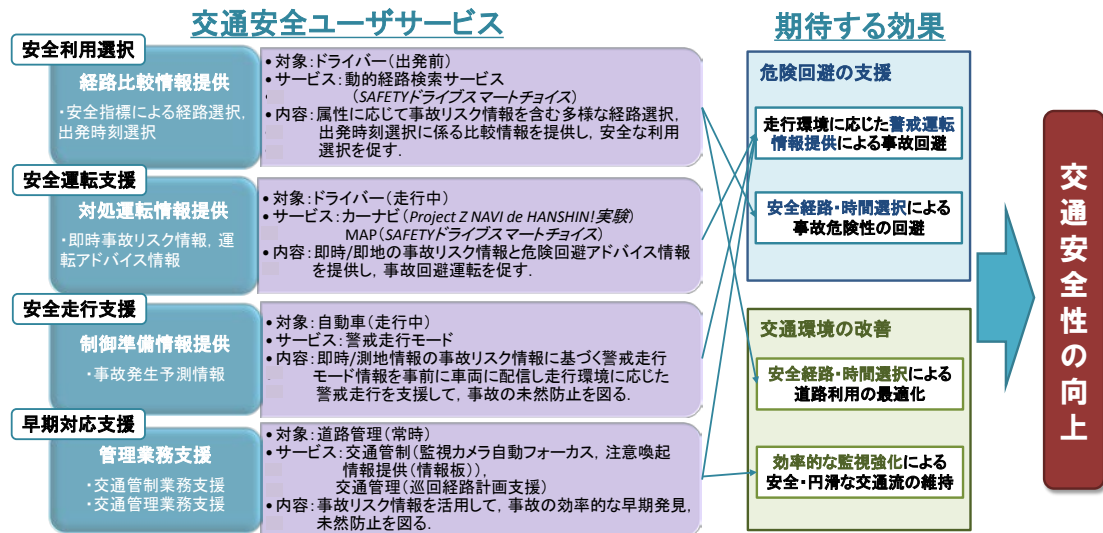 交通安全ユーザサービス
期待する効果
安全利用選択
経路比較情報提供
・安全指標による経路選択,
出発時刻選択
• 対象:ドライバー(出発前)
• サービス:動的経路検索サービス
(SAFETYドライブスマートチョイス)
• 内容:属性に応じて事故リスク情報を含む多様な経路選択,
出発時刻選択に係る比較情報を提供し,安全な利用
選択を促す.
安全運転支援
対処運転情報提供
・即時事故リスク情報,運
転アドバイス情報
• 対象:ドライバー(走行中)
• サービス:カーナビ(Project Z NAVI de HANSHIN!実験)
MAP(SAFETYドライブスマートチョイス)
• 内容:即時/即地の事故リスク情報と危険回避アドバイス情報
を提供し,事故回避運転を促す.
安全走行支援
制御準備情報提供
・事故発生予測情報
• 対象:自動車(走行中)
• サービス:警戒走行モード
• 内容:即時/測地情報の事故リスク情報に基づく警戒走行
モード情報を事前に車両に配信し走行環境に応じた
警戒走行を支援して,事故の未然防止を図る.
早期対応支援
管理業務支援
・交通管制業務支援
・交通管理業務支援
• 対象:道路管理(常時)
• サービス:交通管制(監視カメラ自動フォーカス,注意喚起
情報提供(情報板)),
交通管理(巡回経路計画支援)
• 内容:事故リスク情報を活用して,事故の効率的な早期発見,
未然防止を図る.
危険回避の支援
走行環境に応じた警戒運転
情報提供による事故回避
安全経路・時間選択による
事故危険性の回避
交通環境の改善
安全経路・時間選択による
道路利用の最適化
効率的な監視強化による
安全・円滑な交通流の維持
交通安全性の向上